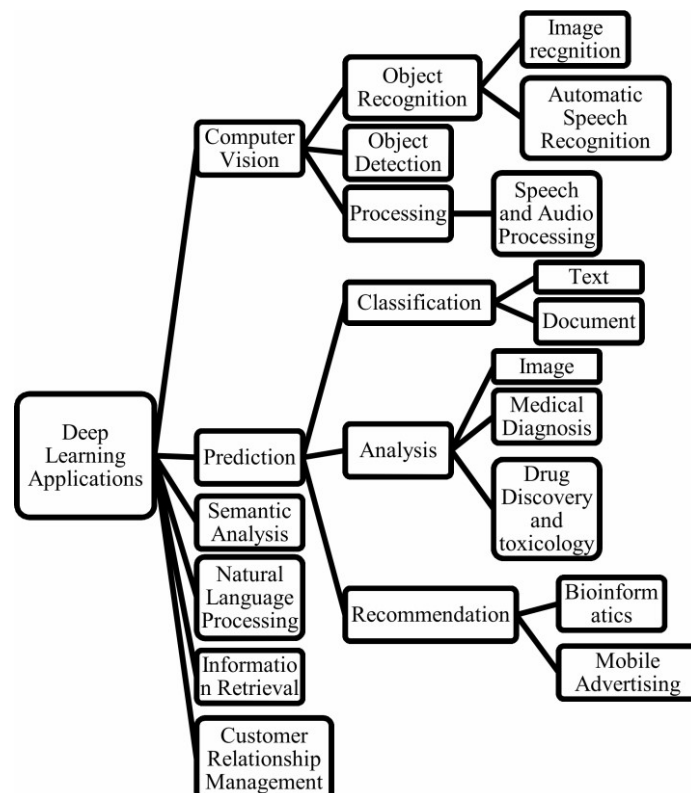 Image
recgnition
Object
Recognition
Automatic
Speech
Recognition
Computer
Vision
Object
Detection
Processing
Speech
and Audio
Processing
Classification
Text
Document
Deep
Learning
Applications
Prediction
Analysis
Image
Medical
Diagnosis
Drug
Discovery
and
toxicology
Recommendation
Bioinform
atics
Mobile
Advertising
Semantic
Analysis
Natural
Language
Processing
Informatio
n Retrieval
Customer
Relationship
Management